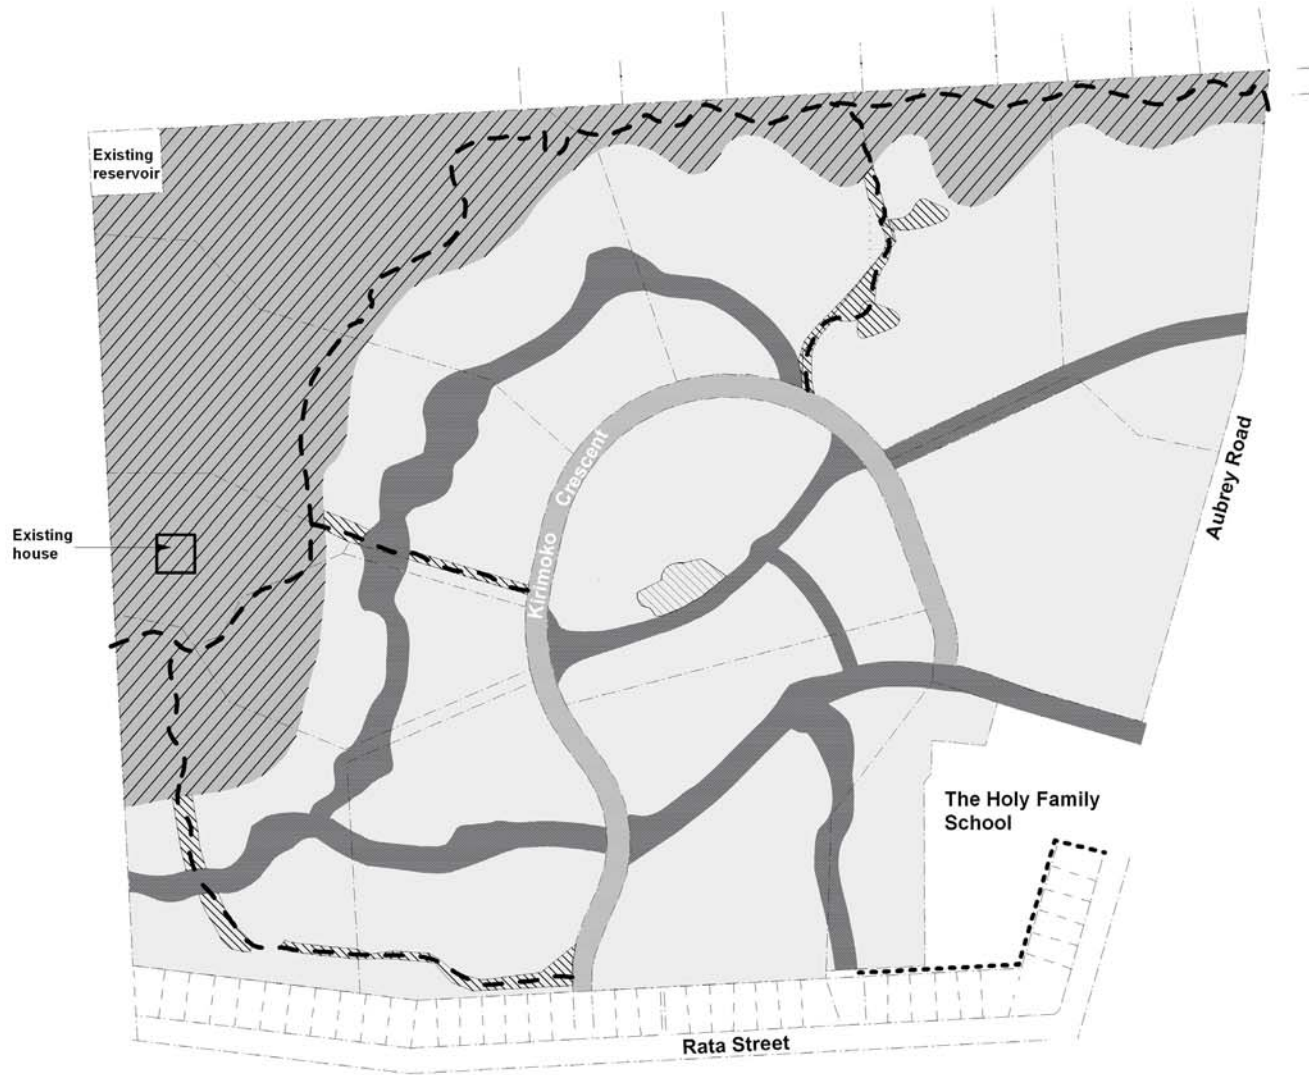 Existing
reservoir
Kirimoko Crescent
Aubrey Road
Existing
house
The Holy Family
School
Rata Street